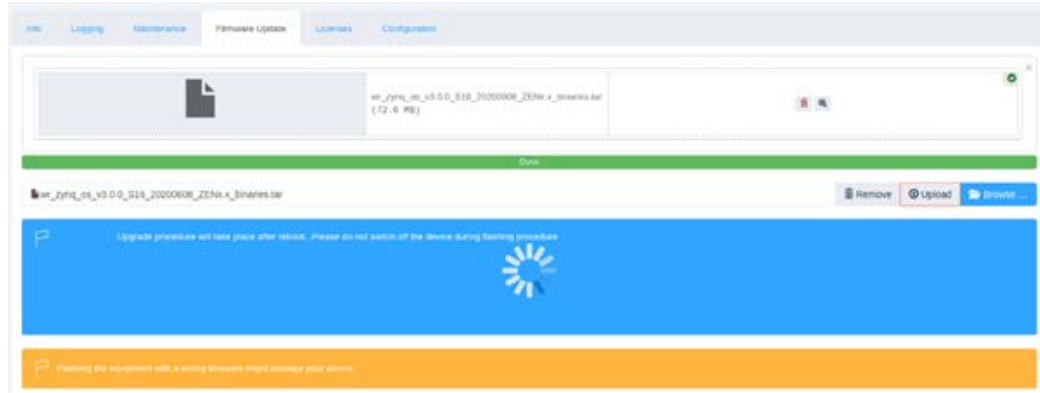 Info Logging Maintenance Firmware Update Licenses Configuration
wr_zynq_os_v3.0.0_S16_20200608_ZENx.x_binaries.tar
(72.6 MB)
Done
wr_zynq_os_v3.0.0_S16_20200608_ZENx.x_binaries.tar Remove Upload Browse ...
Upgrade procedure will take place after reboot...Please do not switch off the device during flashing procedure
Flashing the equipment with a wrong firmware might damage your device